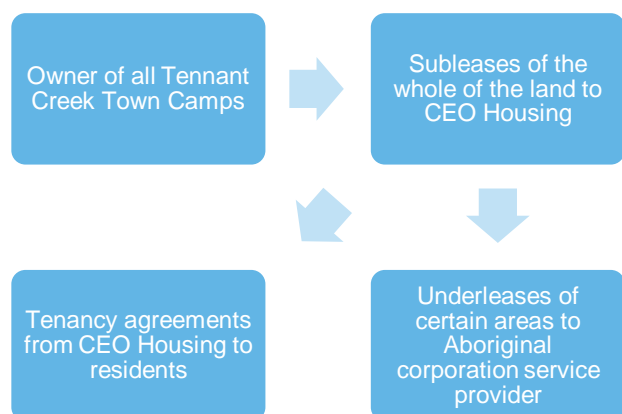 Owner of all Tennant
Creek Town Camps
Subleases of the
whole of the land to
CEO Housing
Tenancy agreements
from CEO Housing to
residents
Underleases of
certain areas to
Aboriginal
corporation service
provider